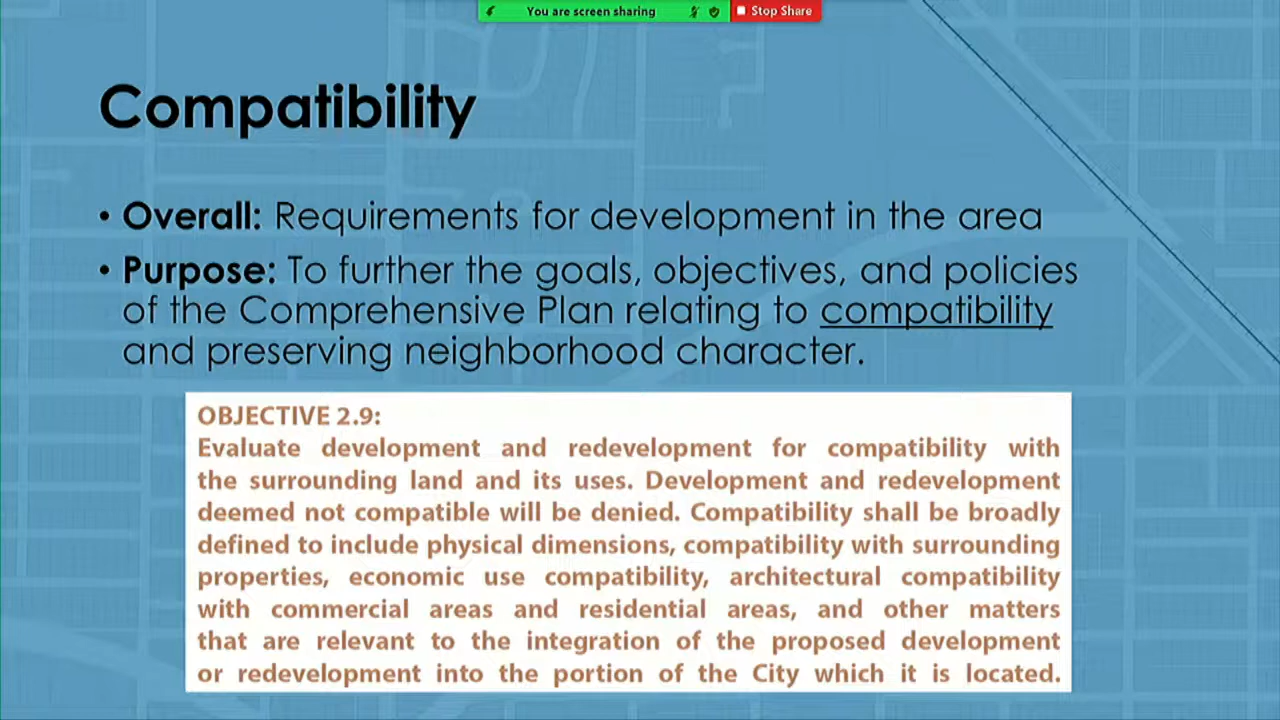 You are screen sharing
Stop Share
Compatibility
• Overall: Requirements for development in the area
• Purpose: To further the goals, objectives, and policies
of the Comprehensive Plan relating to compatibility
and preserving neighborhood character.
OBJECTIVE 2.9:
Evaluate development and redevelopment for compatibility with
the surrounding land and its uses. Development and redevelopment
deemed not compatible will be denied. Compatibility shall be broadly
defined to include physical dimensions, compatibility with surrounding
properties, economic use compatibility, architectural compatibility
with commercial areas and residential areas, and other matters
that are relevant to the integration of the proposed development
or redevelopment into the portion of the City which it is located.